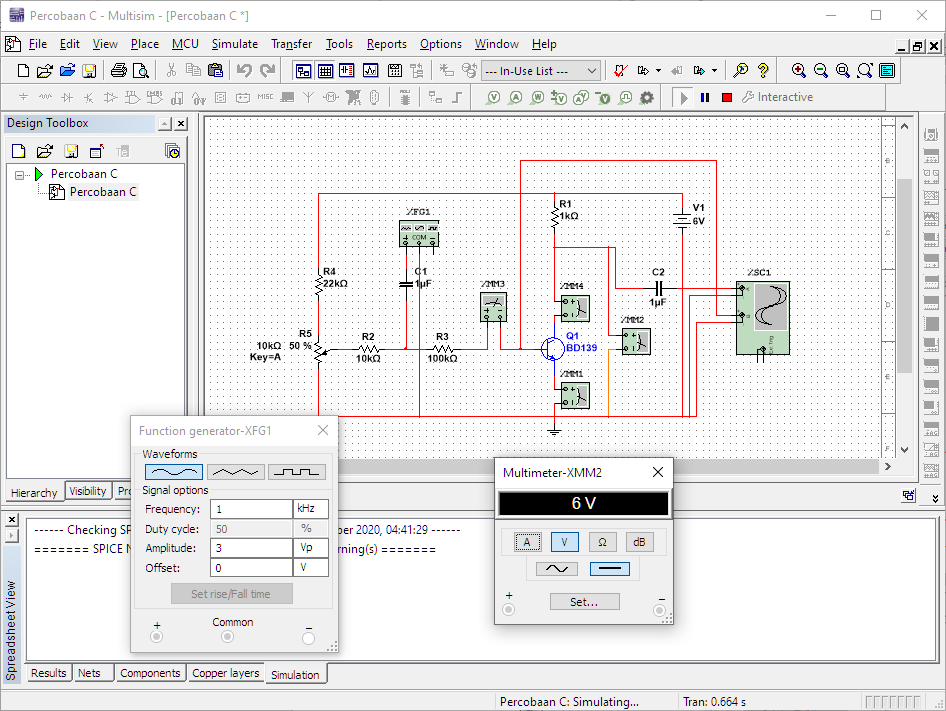 Percobaan C - Multisim - [Percobaan C *]
File Edit View Place MCU Simulate Transfer Tools Reports Options Window Help
--- In-Use List ---
MISC
Interactive
Design Toolbox
Percobaan C
Percobaan C
Hierarchy Visibility Pro
XFG1
COM
R1
1kΩ
V1
6V
R4
22kΩ
C1
1µF
XMM3
XMM4
C2
1µF
XSC1
XMM2
R5
10kΩ 50 %
Key=A
R2
10kΩ
R3
100kΩ
Q1
BD139
XMM1
Function generator-XFG1
Waveforms
Signal options
Frequency: 1 kHz
Duty cycle: 50 %
Amplitude: 3 Vp
Offset: 0 V
Set rise/Fall time
+ Common −
Multimeter-XMM2
6 V
A V Ω dB
+ Set... −
Spreadsheet View
------ Checking SP
ber 2020, 04:41:29 ------
======= SPICE N
rning(s) =======
Results Nets Components Copper layers Simulation
Percobaan C: Simulating... Tran: 0.664 s